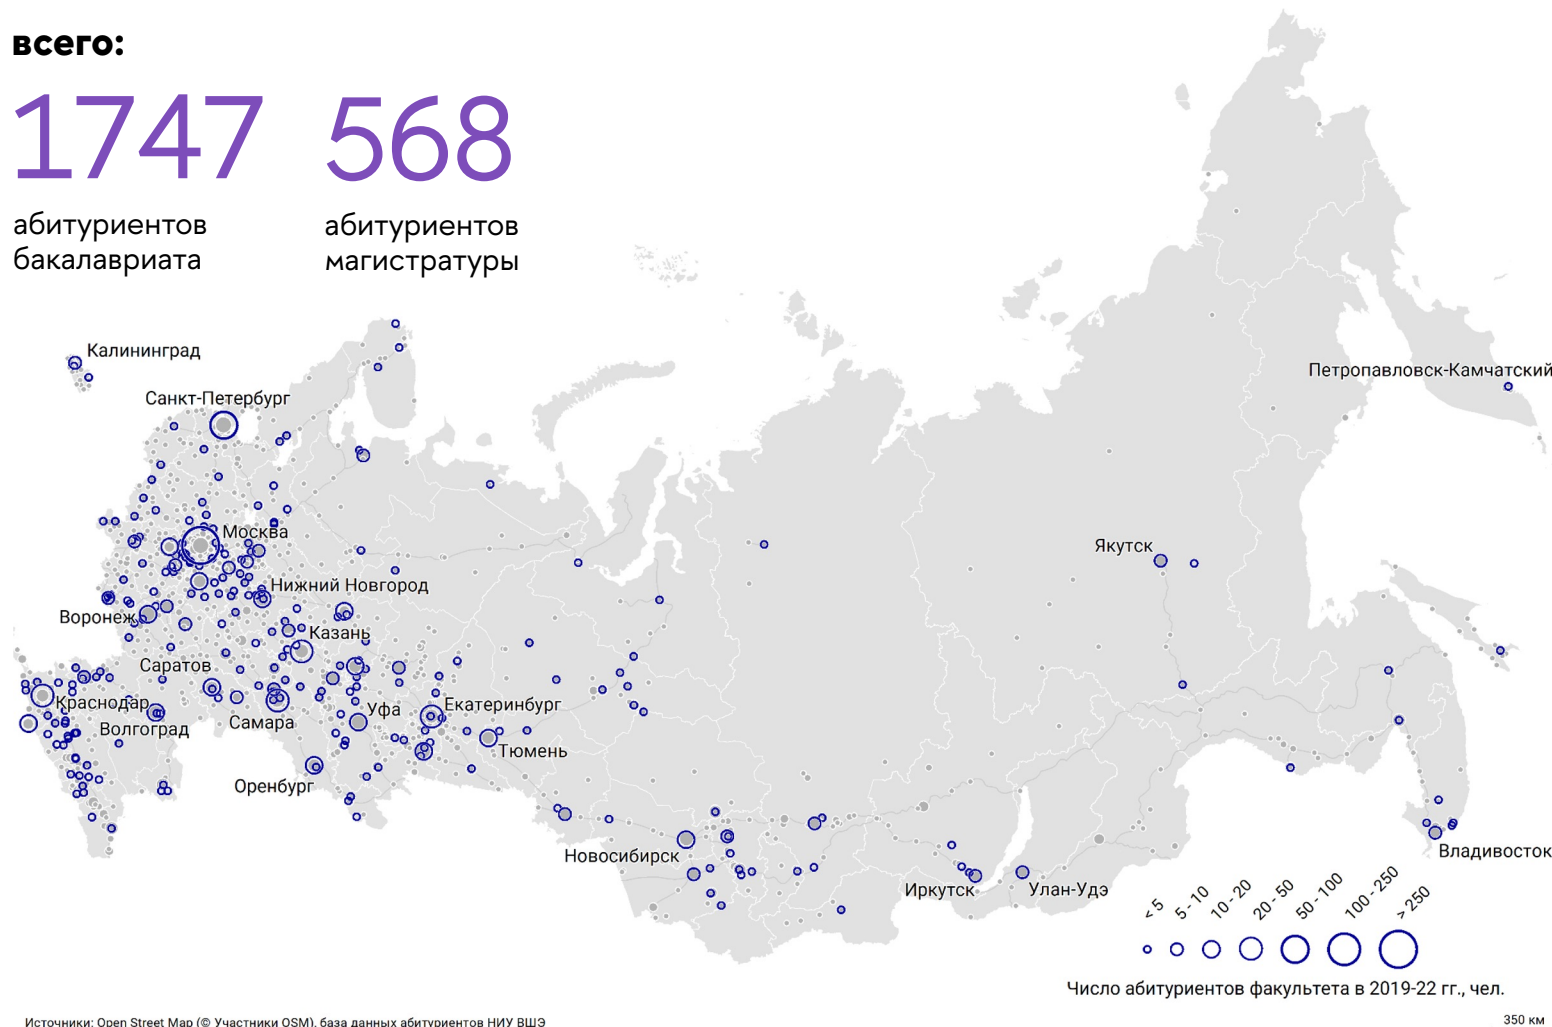 всего:
1747 568
абитуриентов
бакалавриата
абитуриентов
магистратуры
Калининград
Санкт-Петербург
Петропавловск-Камчатский
Москва
Якутск
Нижний Новгород
Воронеж
Казань
Саратов
Краснодар
Екатеринбург
Уфа
Самара
Волгоград
Тюмень
Оренбург
Новосибирск
Владивосток
Иркутск
Улан-Удэ
< 5
5 - 10
10 - 20
20 - 50
50 - 100
100 - 250
> 250
Число абитуриентов факультета в 2019-22 гг., чел.
Источники: Open Street Map (© Участники OSM), база данных абитуриентов НИУ ВШЭ
350 км